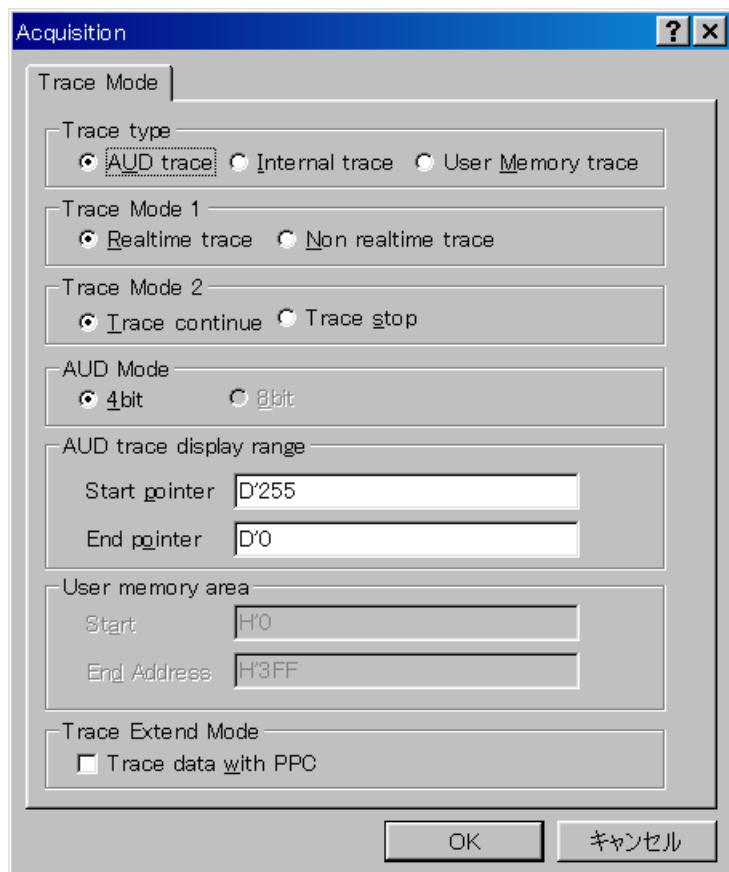 Acquisition
Trace Mode
Trace type
AUD trace Internal trace User Memory trace
Trace Mode 1
Realtime trace Non realtime trace
Trace Mode 2
Trace continue Trace stop
AUD Mode
4bit 8bit
AUD trace display range
Start pointer D'255
End pointer D'0
User memory area
Start H'0
End Address H'3FF
Trace Extend Mode
Trace data with PPC
OK キャンセル